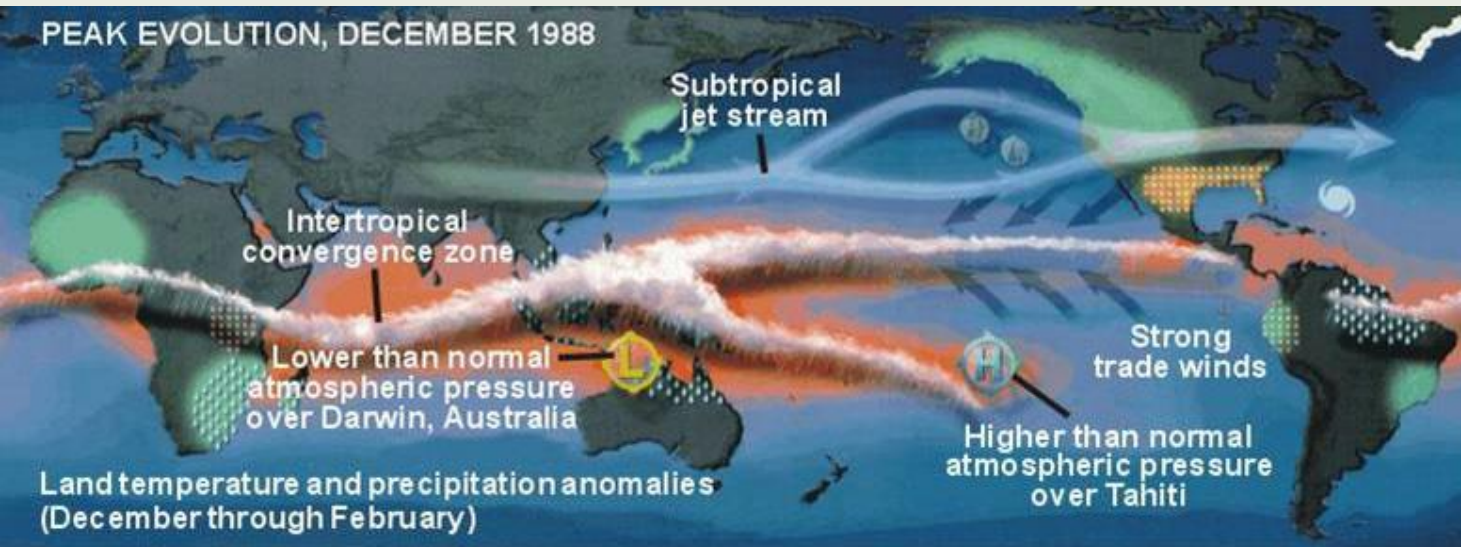 PEAK EVOLUTION, DECEMBER 1988
Subtropical
jet stream
Intertropical
convergence zone
Lower than normal
atmospheric pressure
over Darwin, Australia
L
H
Strong
trade winds
Higher than normal
atmospheric pressure
over Tahiti
Land temperature and precipitation anomalies
(December through February)